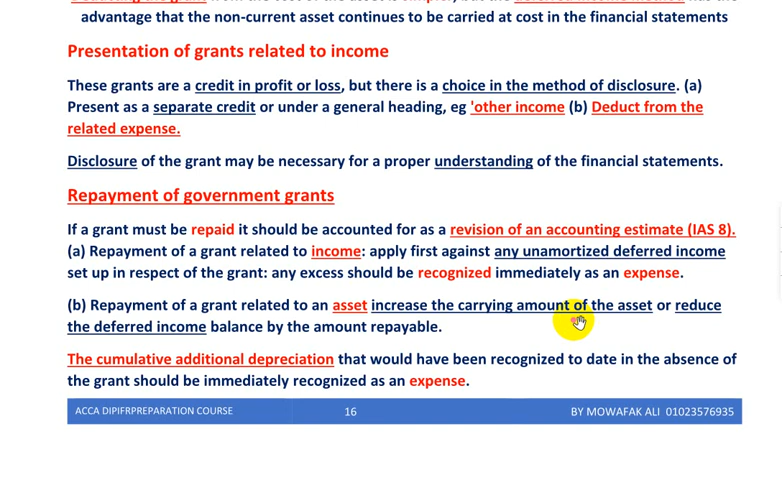 advantage that the non-current asset continues to be carried at cost in the financial statements
Presentation of grants related to income
These grants are a credit in profit or loss, but there is a choice in the method of disclosure. (a)
Present as a separate credit or under a general heading, eg 'other income (b) Deduct from the
related expense.
Disclosure of the grant may be necessary for a proper understanding of the financial statements.
Repayment of government grants
If a grant must be repaid it should be accounted for as a revision of an accounting estimate (IAS 8).
(a) Repayment of a grant related to income: apply first against any unamortized deferred income
set up in respect of the grant: any excess should be recognized immediately as an expense.
(b) Repayment of a grant related to an asset increase the carrying amount of the asset or reduce
the deferred income balance by the amount repayable.
The cumulative additional depreciation that would have been recognized to date in the absence of
the grant should be immediately recognized as an expense.
ACCA DIPIFRPREPARATION COURSE 16 BY MOWAFAK ALI 01023576935